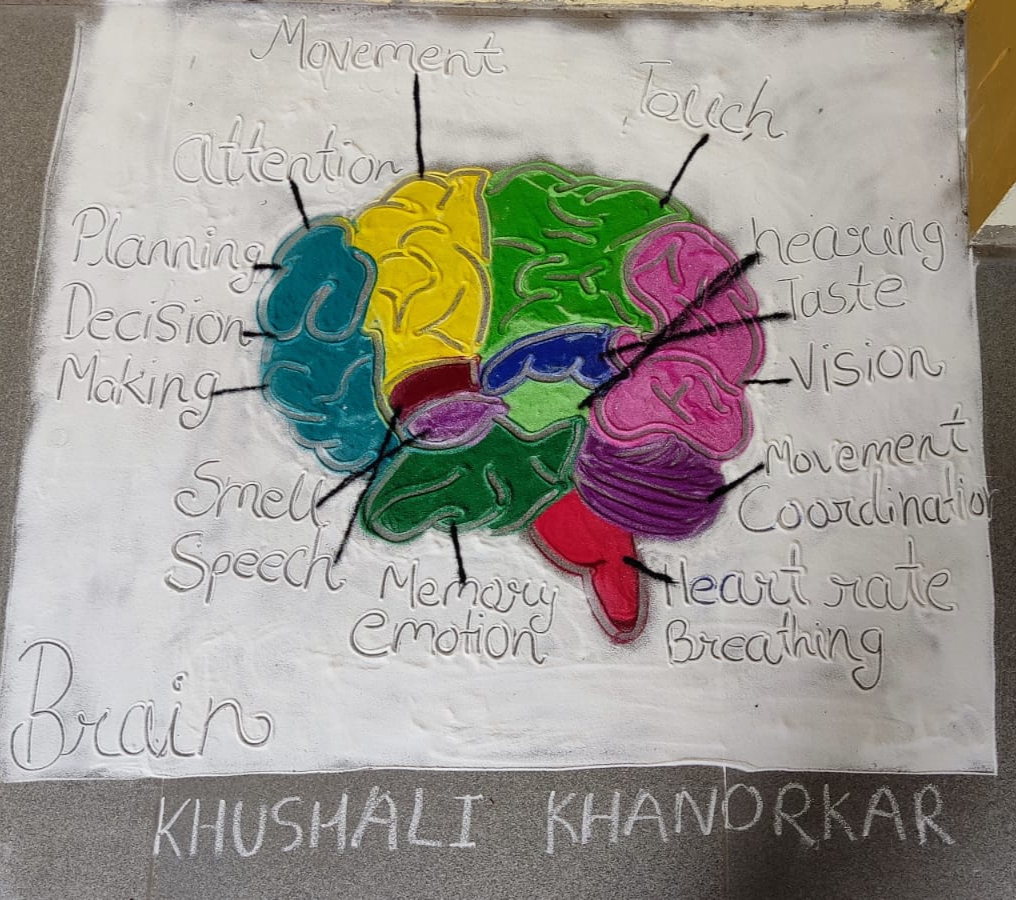 Movement
Touch
attention
Planning
Decision
Making
hearing
Taste
Vision
Movement
Coordination
Smell
Speech
Memory
emotion
Heart rate
Breathing
Brain
KHUSHALI KHANORKAR